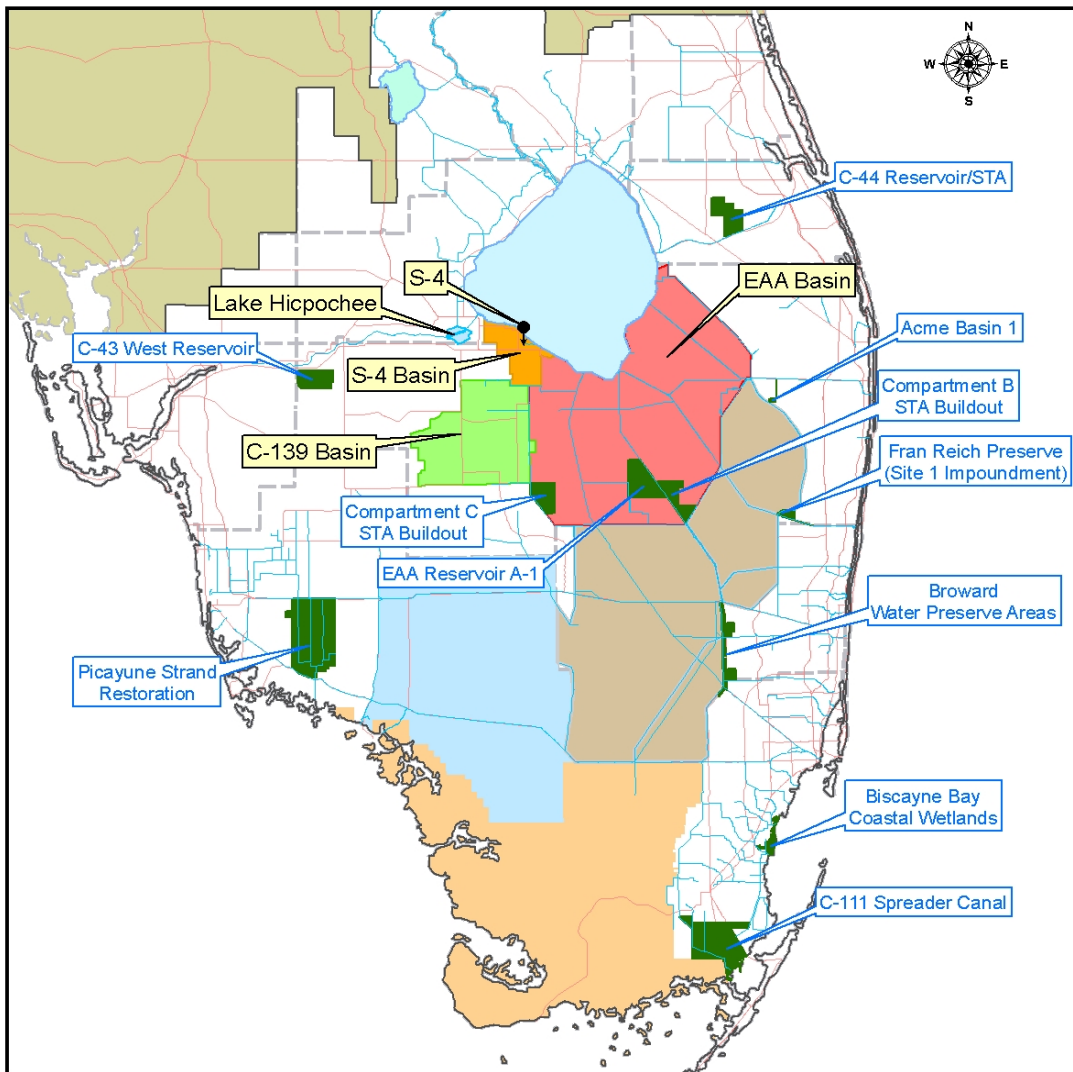 N
W E
S
C-44 Reservoir/STA
S-4
EAA Basin
Lake Hicpochee
Acme Basin 1
C-43 West Reservoir
S-4 Basin
Compartment B
STA Buildout
C-139 Basin
Fran Reich Preserve
(Site 1 Impoundment)
Compartment C
STA Buildout
EAA Reservoir A-1
Broward
Water Preserve Areas
Picayune Strand
Restoration
Biscayne Bay
Coastal Wetlands
C-111 Spreader Canal